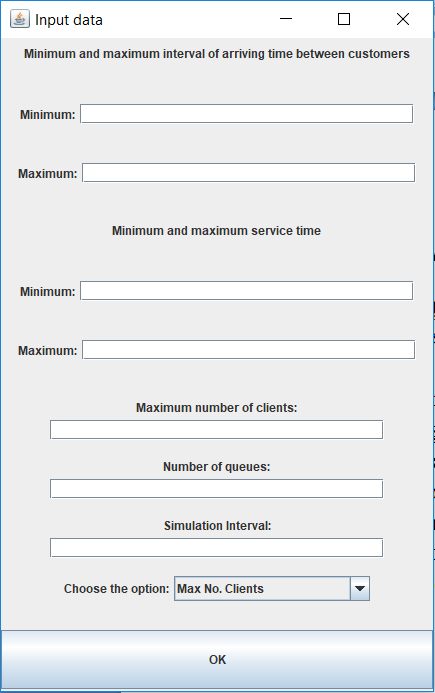 Input data
Minimum and maximum interval of arriving time between customers
Minimum:
Maximum:
Minimum and maximum service time
Minimum:
Maximum:
Maximum number of clients:
Number of queues:
Simulation Interval:
Choose the option: Max No. Clients
OK